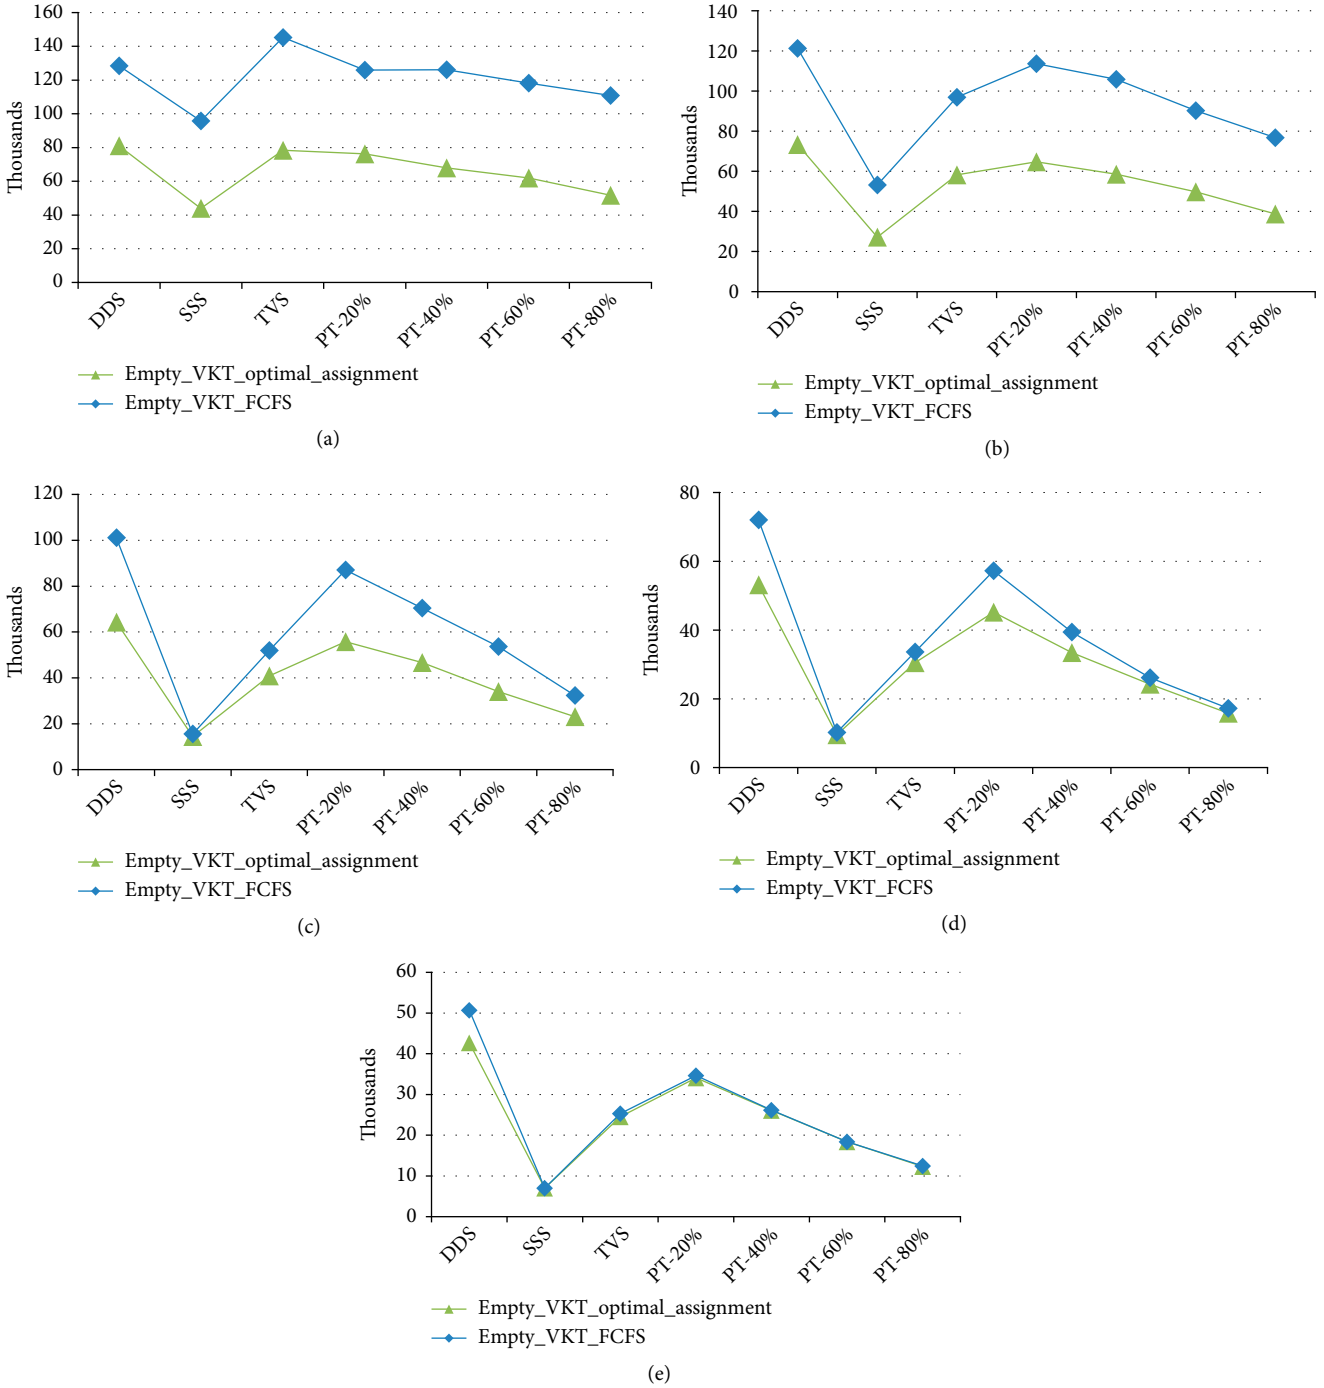 160
140
120
100
80
60
40
20
0
Thousands
DDS
SSS
TVS
PT-20%
PT-40%
PT-60%
PT-80%
Empty_VKT_optimal_assignment
Empty_VKT_FCFS
(a)
140
120
100
80
60
40
20
0
Thousands
DDS
SSS
TVS
PT-20%
PT-40%
PT-60%
PT-80%
Empty_VKT_optimal_assignment
Empty_VKT_FCFS
(b)
120
100
80
60
40
20
0
Thousands
DDS
SSS
TVS
PT-20%
PT-40%
PT-60%
PT-80%
Empty_VKT_optimal_assignment
Empty_VKT_FCFS
(c)
80
60
40
20
0
Thousands
DDS
SSS
TVS
PT-20%
PT-40%
PT-60%
PT-80%
Empty_VKT_optimal_assignment
Empty_VKT_FCFS
(d)
60
50
40
30
20
10
0
Thousands
DDS
SSS
TVS
PT-20%
PT-40%
PT-60%
PT-80%
Empty_VKT_optimal_assignment
Empty_VKT_FCFS
(e)